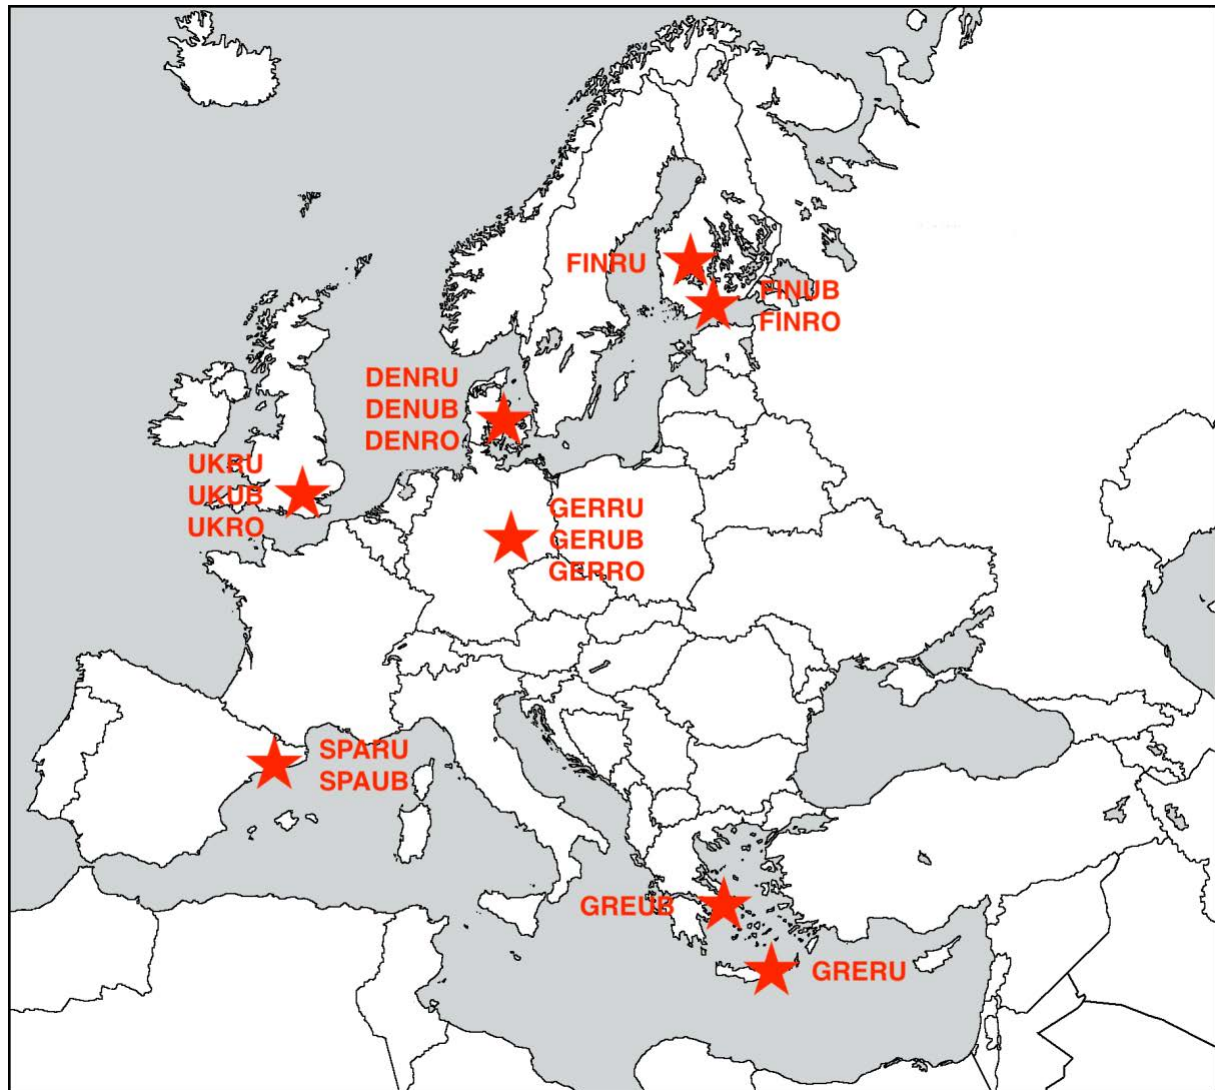 FINRU
FINUB
FINRO
DENRU
DENUB
DENRO
UKRU
UKUB
UKRO
GERRU
GERUB
GERRO
SPARU
SPAUB
GREUB
GRERU